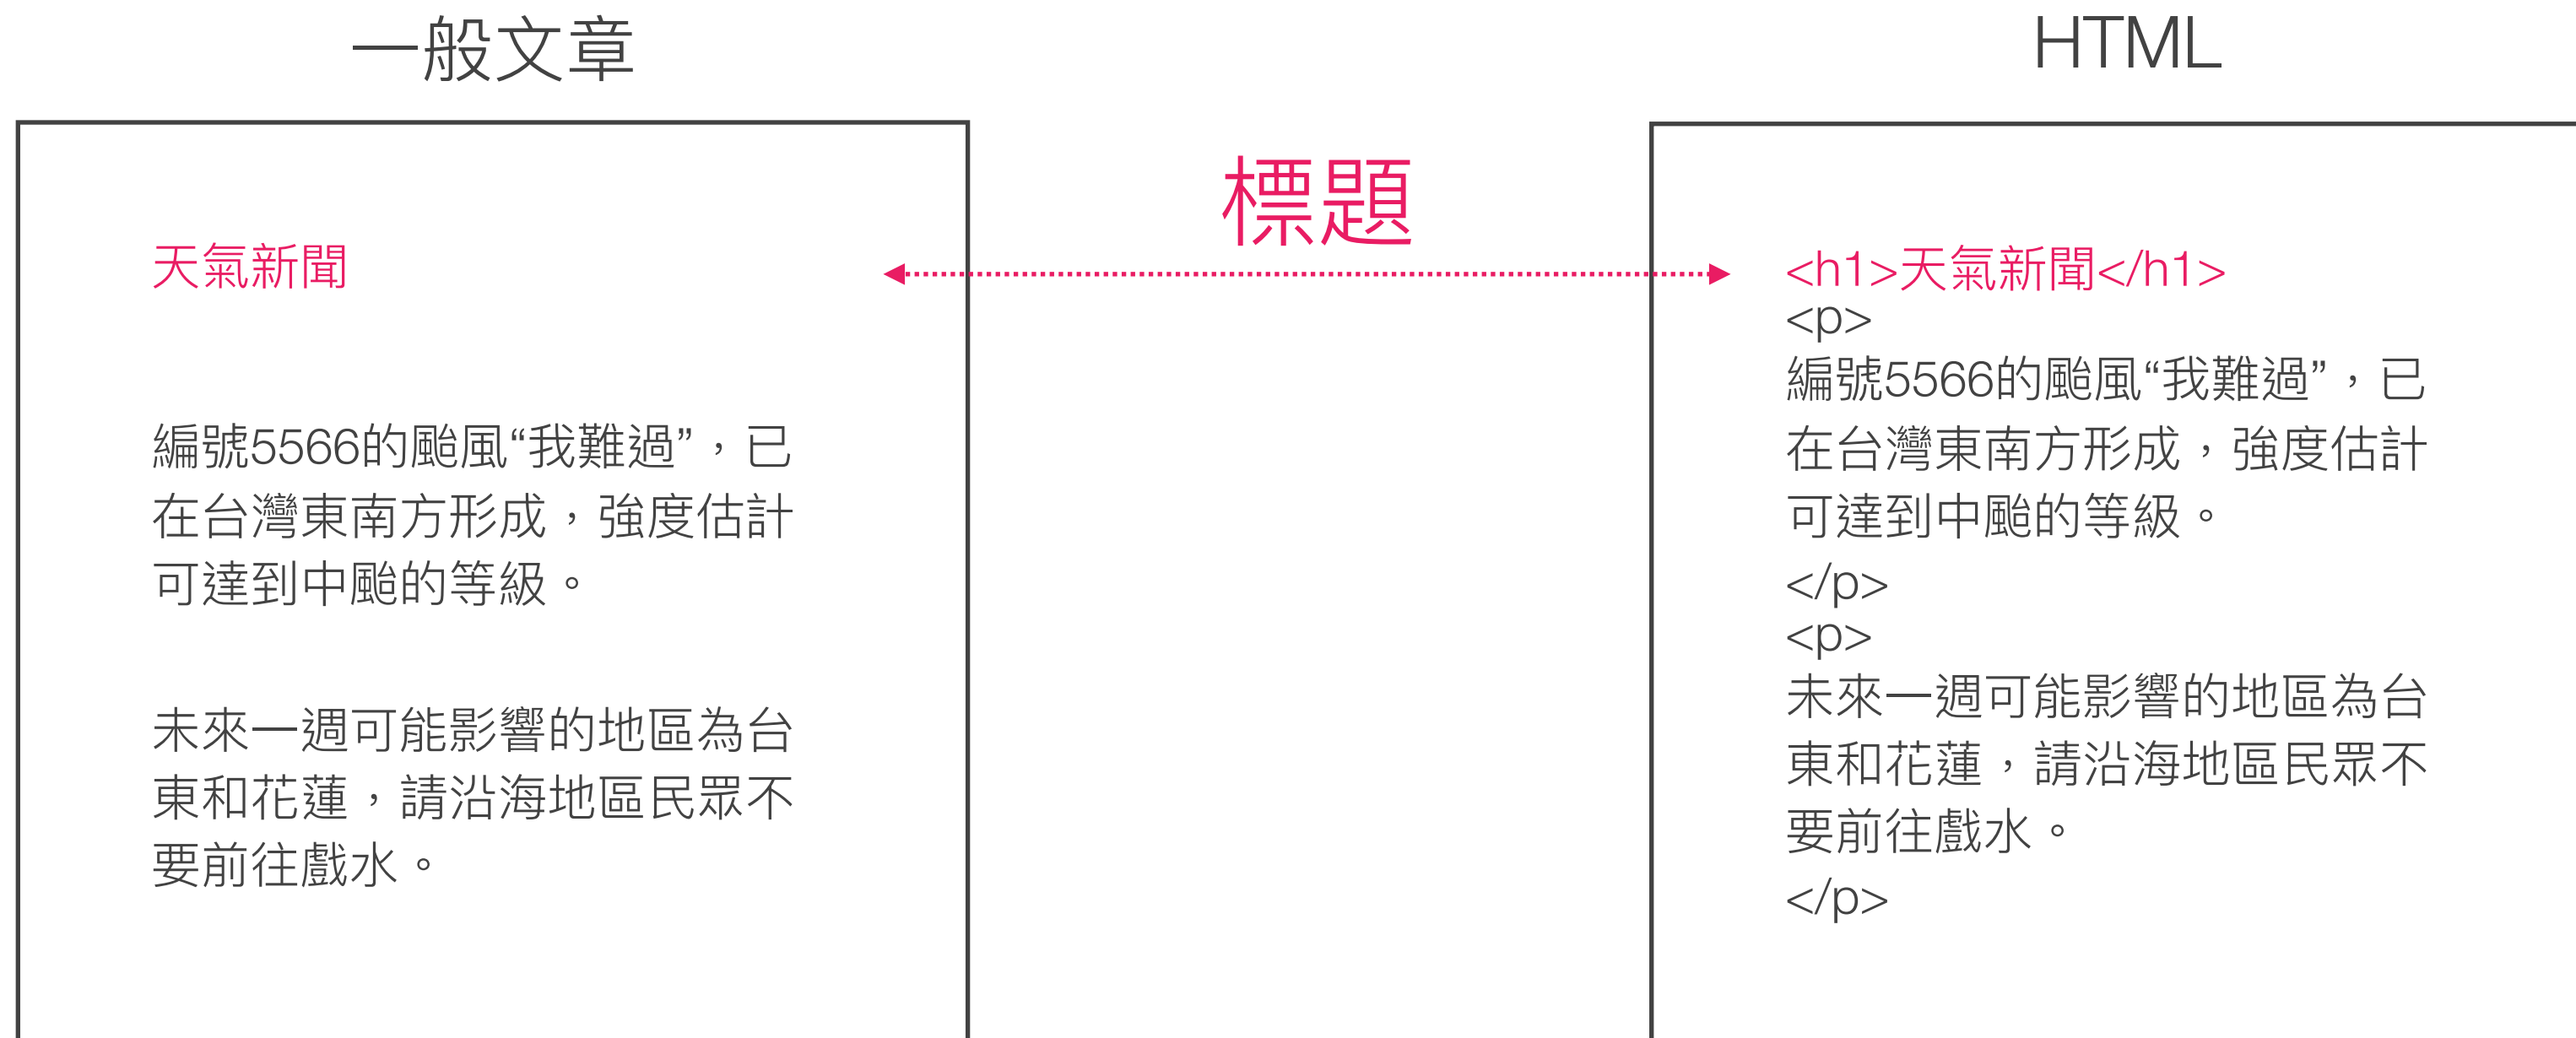 一般文章
天氣新聞
編號5566的颱風“我難過”，已
在台灣東南方形成，強度估計
可達到中颱的等級。
未來一週可能影響的地區為台
東和花蓮，請沿海地區民眾不
要前往戲水。
標題
HTML
<h1>天氣新聞</h1>
<p>
編號5566的颱風“我難過”，已
在台灣東南方形成，強度估計
可達到中颱的等級。
</p>
<p>
未來一週可能影響的地區為台
東和花蓮，請沿海地區民眾不
要前往戲水。
</p>